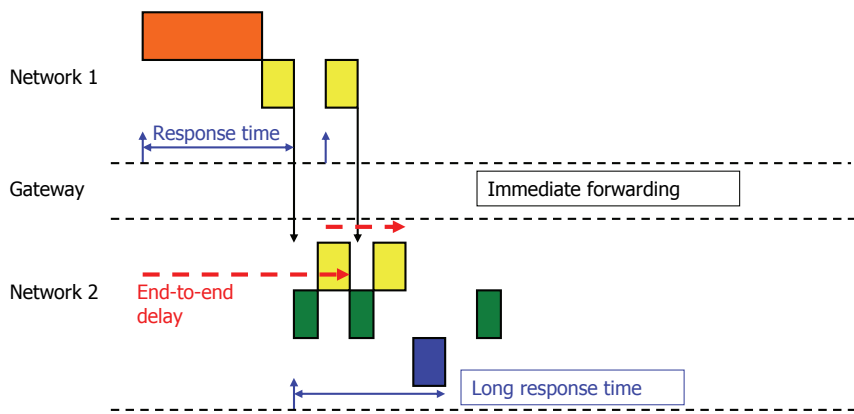 Network 1
Response time
Gateway
Immediate forwarding
Network 2
End-to-end
delay
Long response time